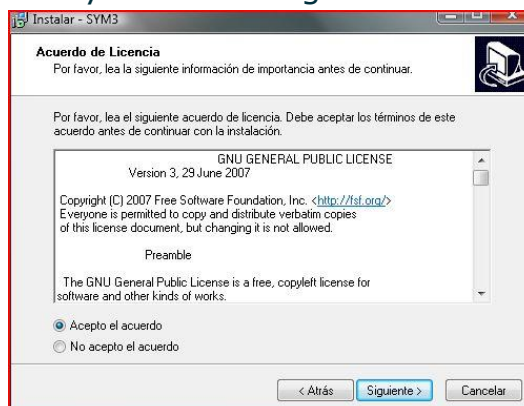 Instalar - SYM3
Acuerdo de Licencia
Por favor, lea la siguiente información de importancia antes de continuar.
Por favor, lea el siguiente acuerdo de licencia. Debe aceptar los términos de este
acuerdo antes de continuar con la instalación.
GNU GENERAL PUBLIC LICENSE
Version 3, 29 June 2007
Copyright (C) 2007 Free Software Foundation, Inc. <http://fsf.org/>
Everyone is permitted to copy and distribute verbatim copies
of this license document, but changing it is not allowed.
Preamble
The GNU General Public License is a free, copyleft license for
software and other kinds of works.
Acepto el acuerdo
No acepto el acuerdo
< Atrás
Siguiente >
Cancelar